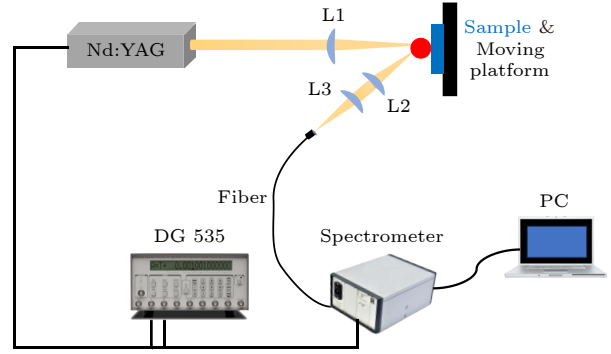 L1
Nd:YAG
Sample &
Moving
platform
L3
L2
Fiber
PC
DG 535
Spectrometer